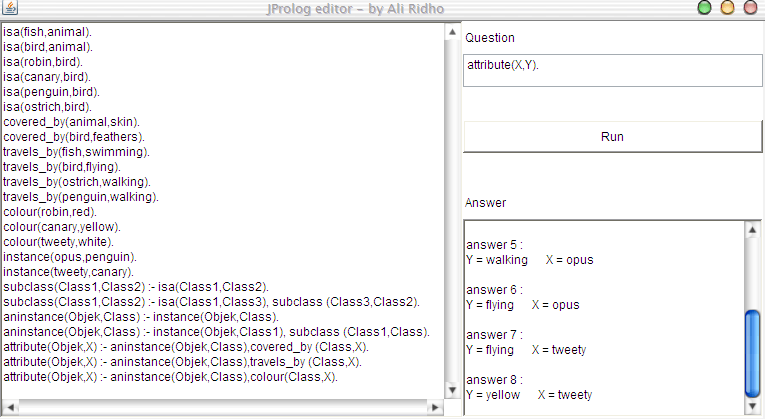 JProlog editor - by Ali Ridho
isa(fish,animal).
isa(bird,animal).
isa(robin,bird).
isa(canary,bird).
isa(penguin,bird).
isa(ostrich,bird).
covered_by(animal,skin).
covered_by(bird,feathers).
travels_by(fish,swimming).
travels_by(bird,flying).
travels_by(ostrich,walking).
travels_by(penguin,walking).
colour(robin,red).
colour(canary,yellow).
colour(tweety,white).
instance(opus,penguin).
instance(tweety,canary).
subclass(Class1,Class2) :- isa(Class1,Class2).
subclass(Class1,Class2) :- isa(Class1,Class3), subclass (Class3,Class2).
aninstance(Objek,Class) :- instance(Objek,Class).
aninstance(Objek,Class) :- instance(Objek,Class1), subclass (Class1,Class).
attribute(Objek,X) :- aninstance(Objek,Class),covered_by (Class,X).
attribute(Objek,X) :- aninstance(Objek,Class),travels_by (Class,X).
attribute(Objek,X) :- aninstance(Objek,Class),colour(Class,X).
Question
attribute(X,Y).
Run
Answer
answer 5 :
Y = walking X = opus
answer 6 :
Y = flying X = opus
answer 7 :
Y = flying X = tweety
answer 8 :
Y = yellow X = tweety